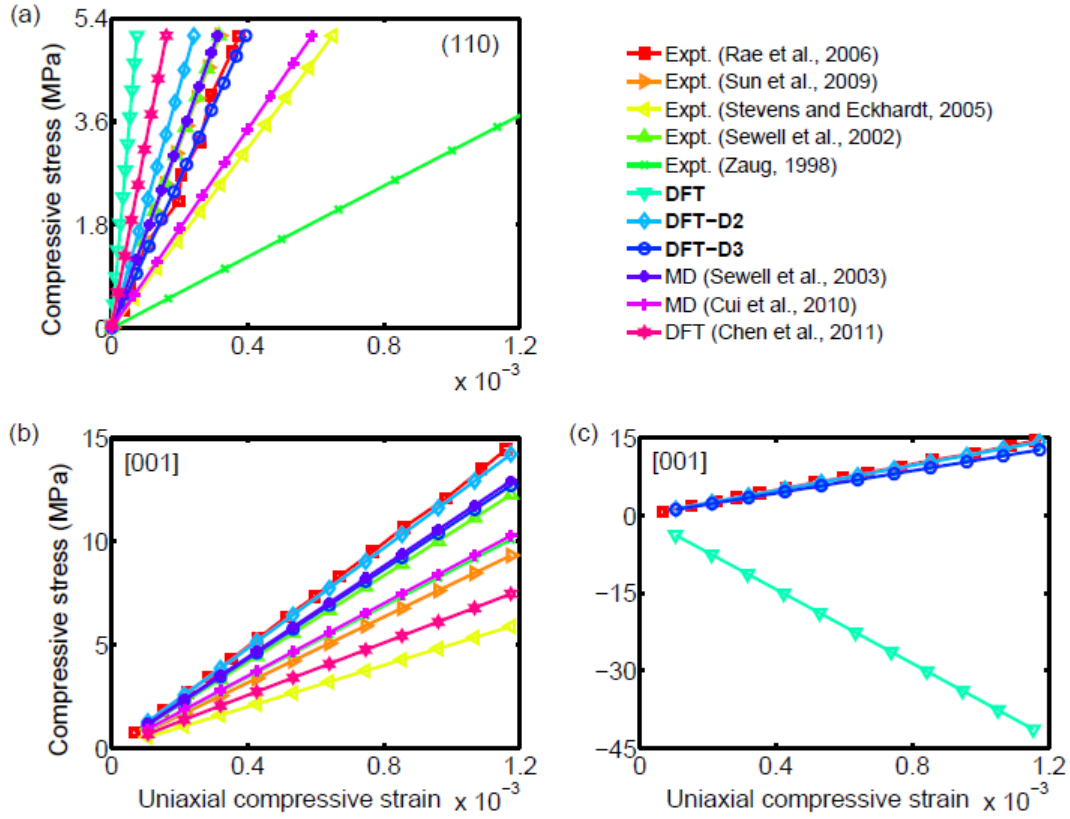 (a)
5.4
3.6
1.8
0
Compressive stress (MPa)
(110)
0
0.4
0.8
1.2
x 10⁻³
Expt. (Rae et al., 2006)
Expt. (Sun et al., 2009)
Expt. (Stevens and Eckhardt, 2005)
Expt. (Sewell et al., 2002)
Expt. (Zaug, 1998)
DFT
DFT-D2
DFT-D3
MD (Sewell et al., 2003)
MD (Cui et al., 2010)
DFT (Chen et al., 2011)
(b)
15
10
5
0
Compressive stress (MPa)
[001]
0
0.4
0.8
1.2
Uniaxial compressive strain
x 10⁻³
(c)
15
0
−15
−30
−45
[001]
0
0.4
0.8
1.2
Uniaxial compressive strain
x 10⁻³